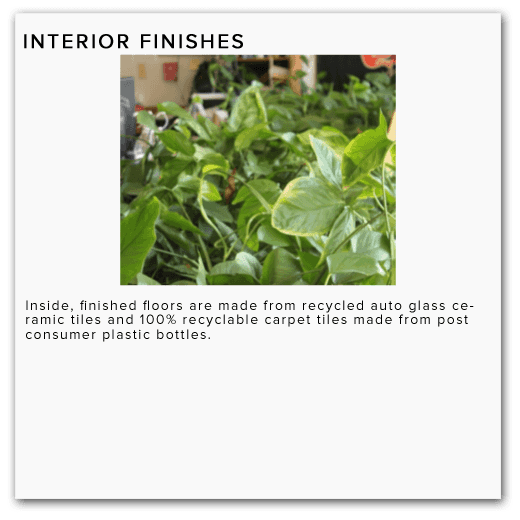 INTERIOR FINISHES
Inside, finished floors are made from recycled auto glass ce-
ramic tiles and 100% recyclable carpet tiles made from post
consumer plastic bottles.